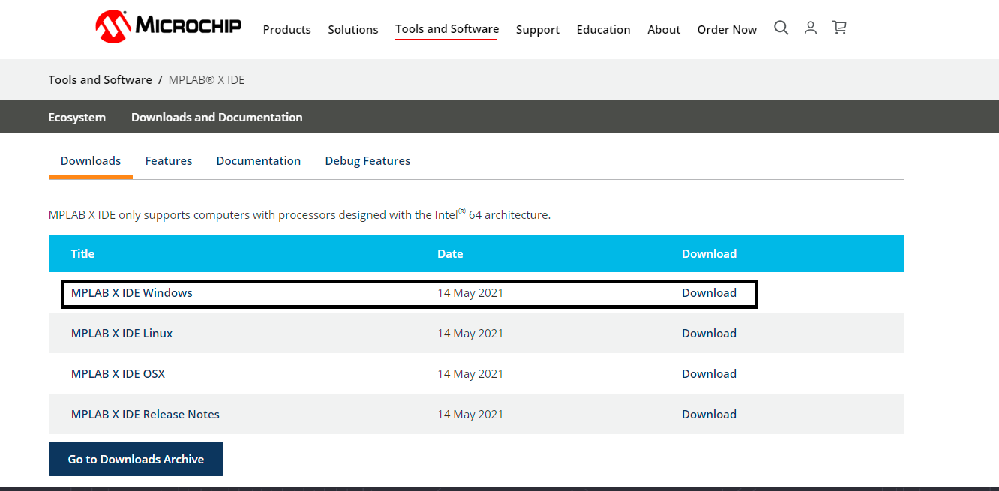 MICROCHIP Products Solutions Tools and Software Support Education About Order Now
Tools and Software / MPLAB® X IDE
Ecosystem Downloads and Documentation
Downloads Features Documentation Debug Features
MPLAB X IDE only supports computers with processors designed with the Intel® 64 architecture.
Title Date Download
MPLAB X IDE Windows 14 May 2021 Download
MPLAB X IDE Linux 14 May 2021 Download
MPLAB X IDE OSX 14 May 2021 Download
MPLAB X IDE Release Notes 14 May 2021 Download
Go to Downloads Archive